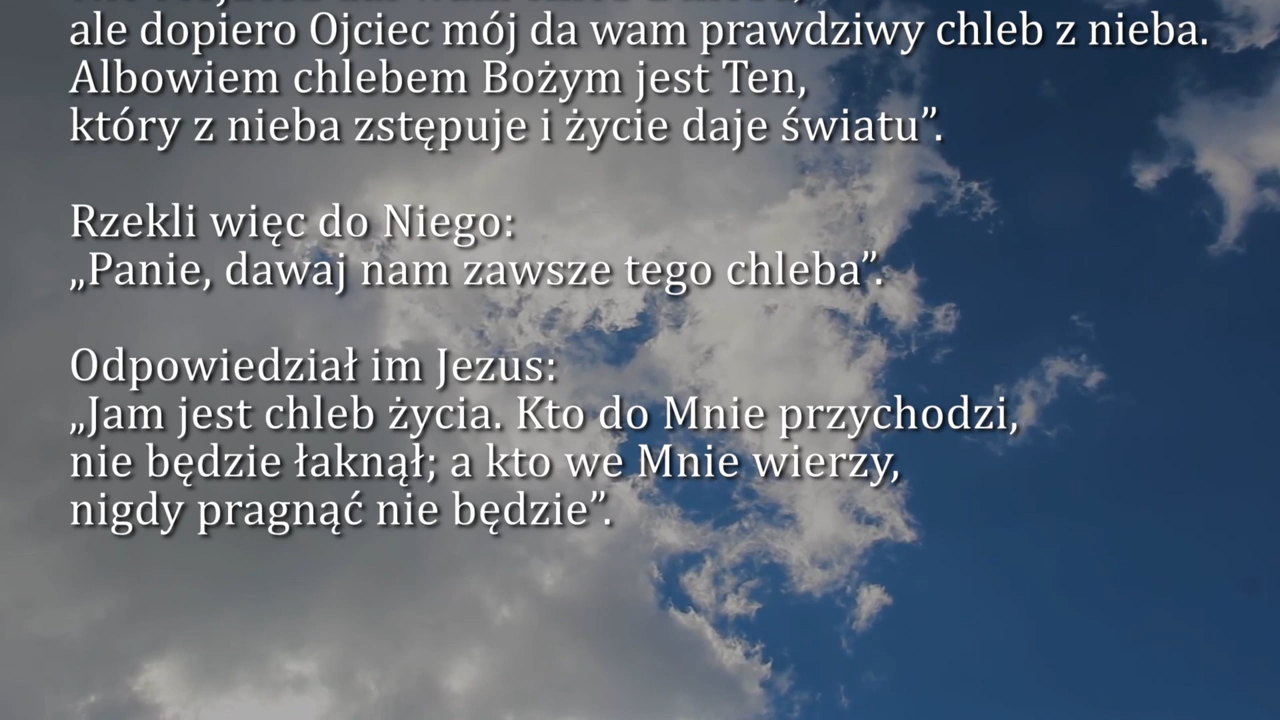 ale dopiero Ojciec mój da wam prawdziwy chleb z nieba.
Albowiem chlebem Bożym jest Ten,
który z nieba zstępuje i życie daje światu”.
Rzekli więc do Niego:
„Panie, dawaj nam zawsze tego chleba”.
Odpowiedział im Jezus:
„Jam jest chleb życia. Kto do Mnie przychodzi,
nie będzie łaknął; a kto we Mnie wierzy,
nigdy pragnąć nie będzie”.